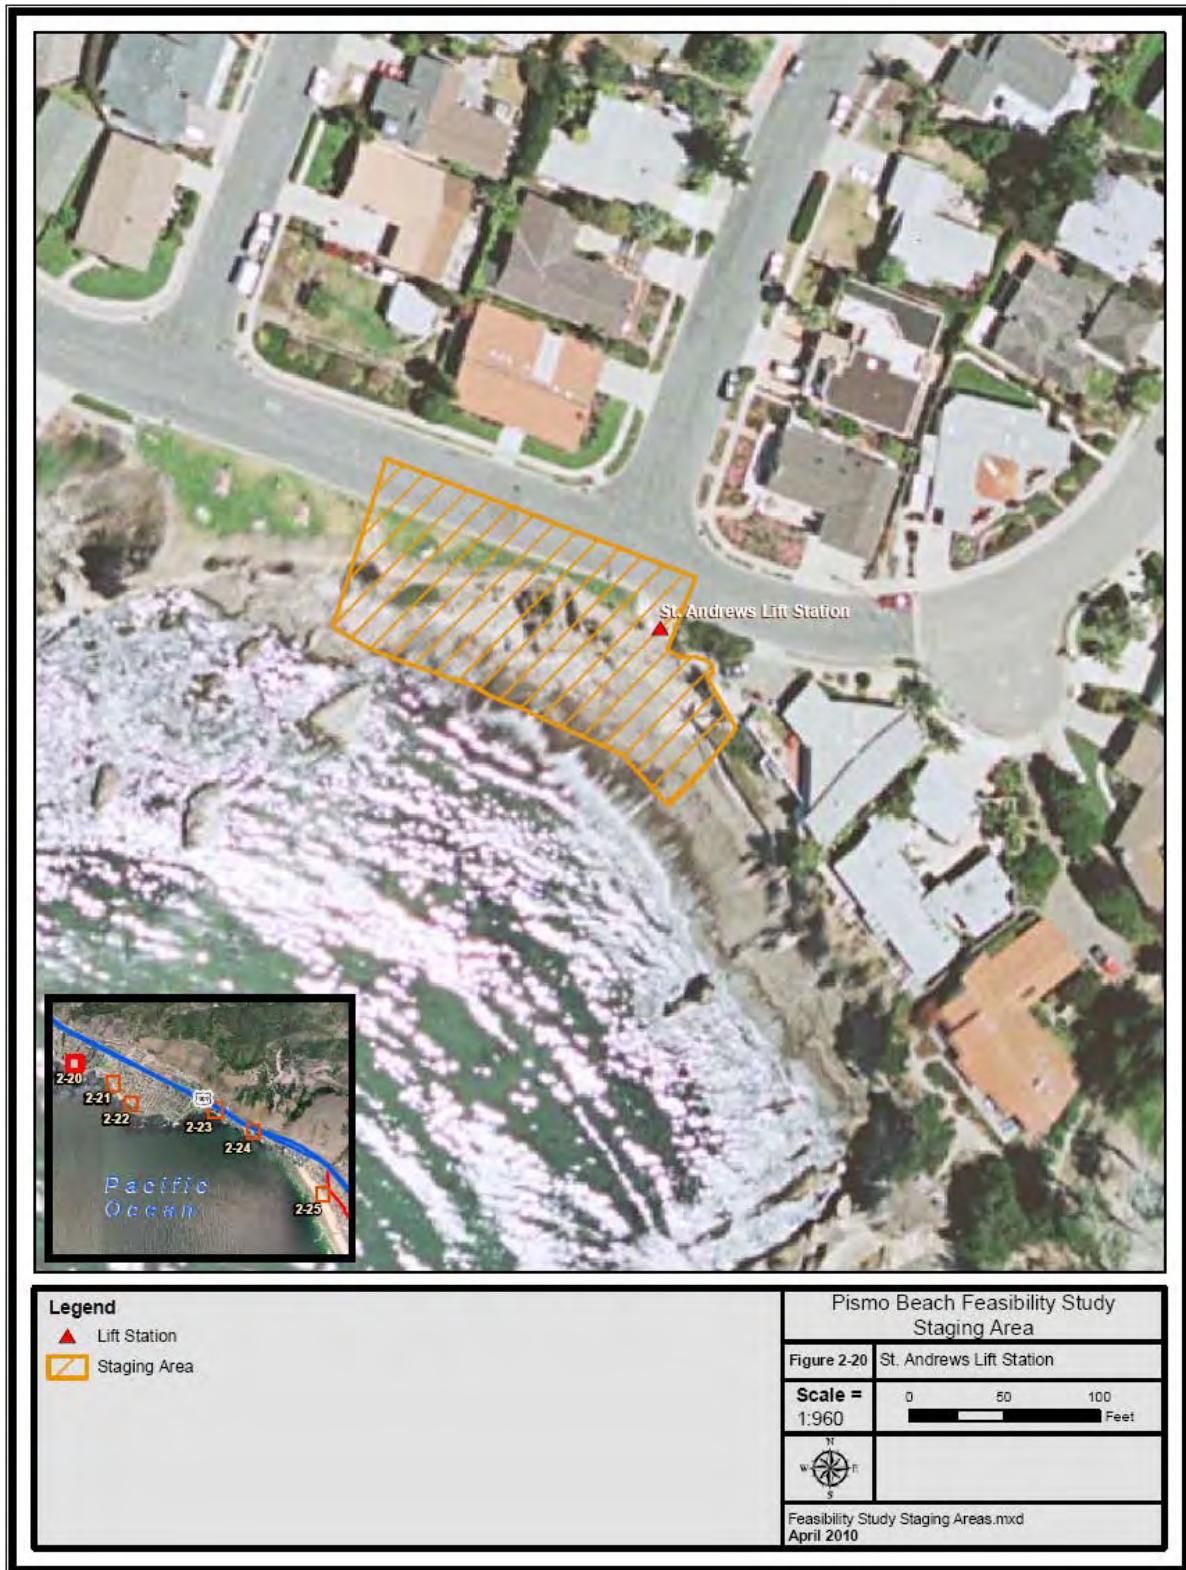 St. Andrews Lift Station
2-20
2-21
2-22
2-23
2-24
2-25
Pacific
Ocean
Legend
Lift Station
Staging Area
Pismo Beach Feasibility Study
Staging Area
Figure 2-20
St. Andrews Lift Station
Scale =
1:960
0 50 100
Feet
N
W E
S
Feasibility Study Staging Areas.mxd
April 2010